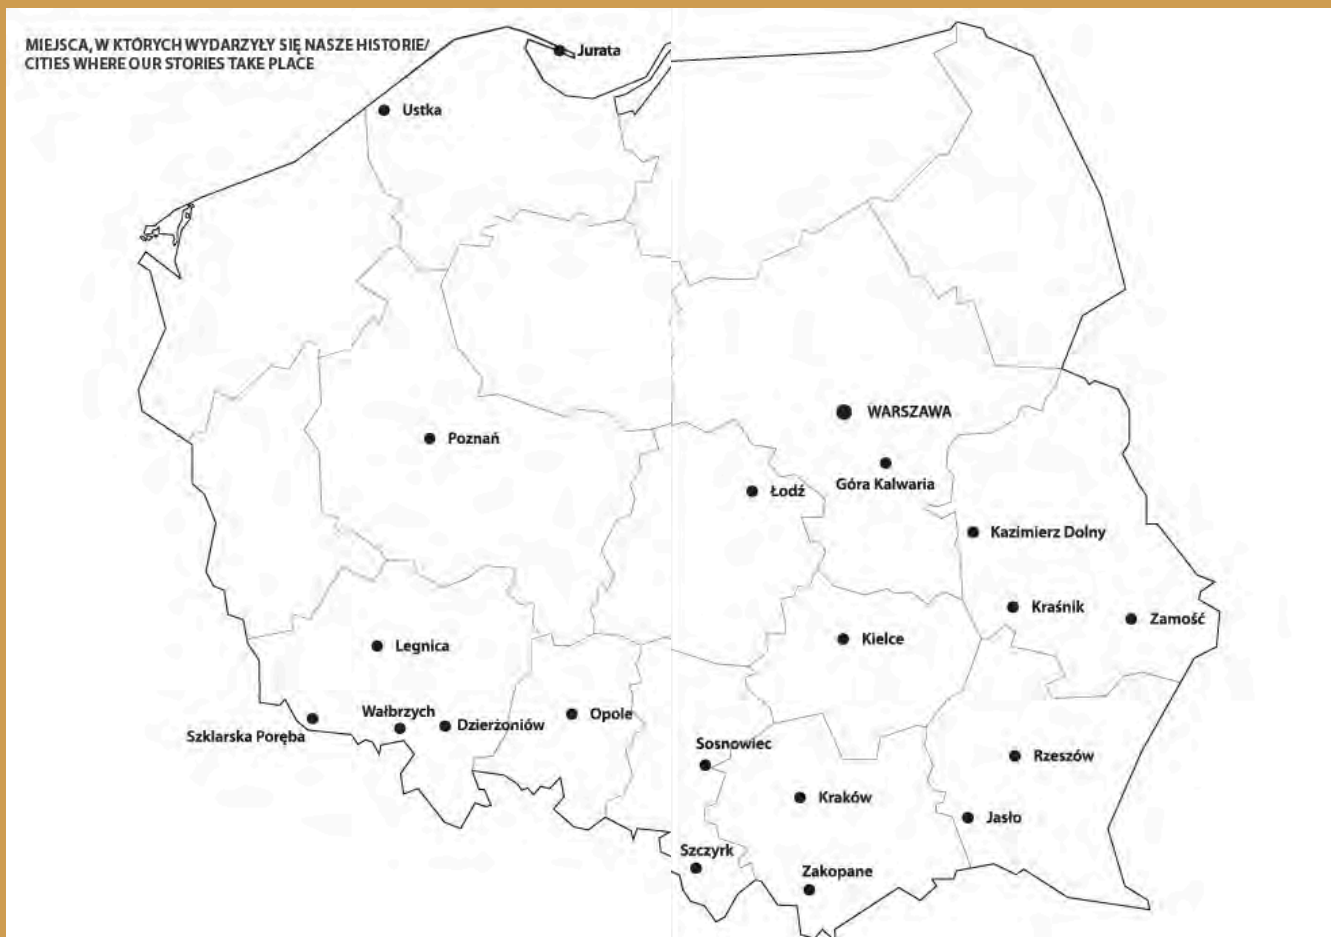 MIEJSCA, W KTÓRYCH WYDARZYŁY SIĘ NASZE HISTORIE/
CITIES WHERE OUR STORIES TAKE PLACE
Jurata
Ustka
WARSZAWA
Poznań
Góra Kalwaria
Łodź
Kazimierz Dolny
Kraśnik
Zamość
Kielce
Legnica
Wałbrzych
Dzierżoniów
Opole
Szklarska Poręba
Sosnowiec
Rzeszów
Kraków
Jasło
Szczyrk
Zakopane